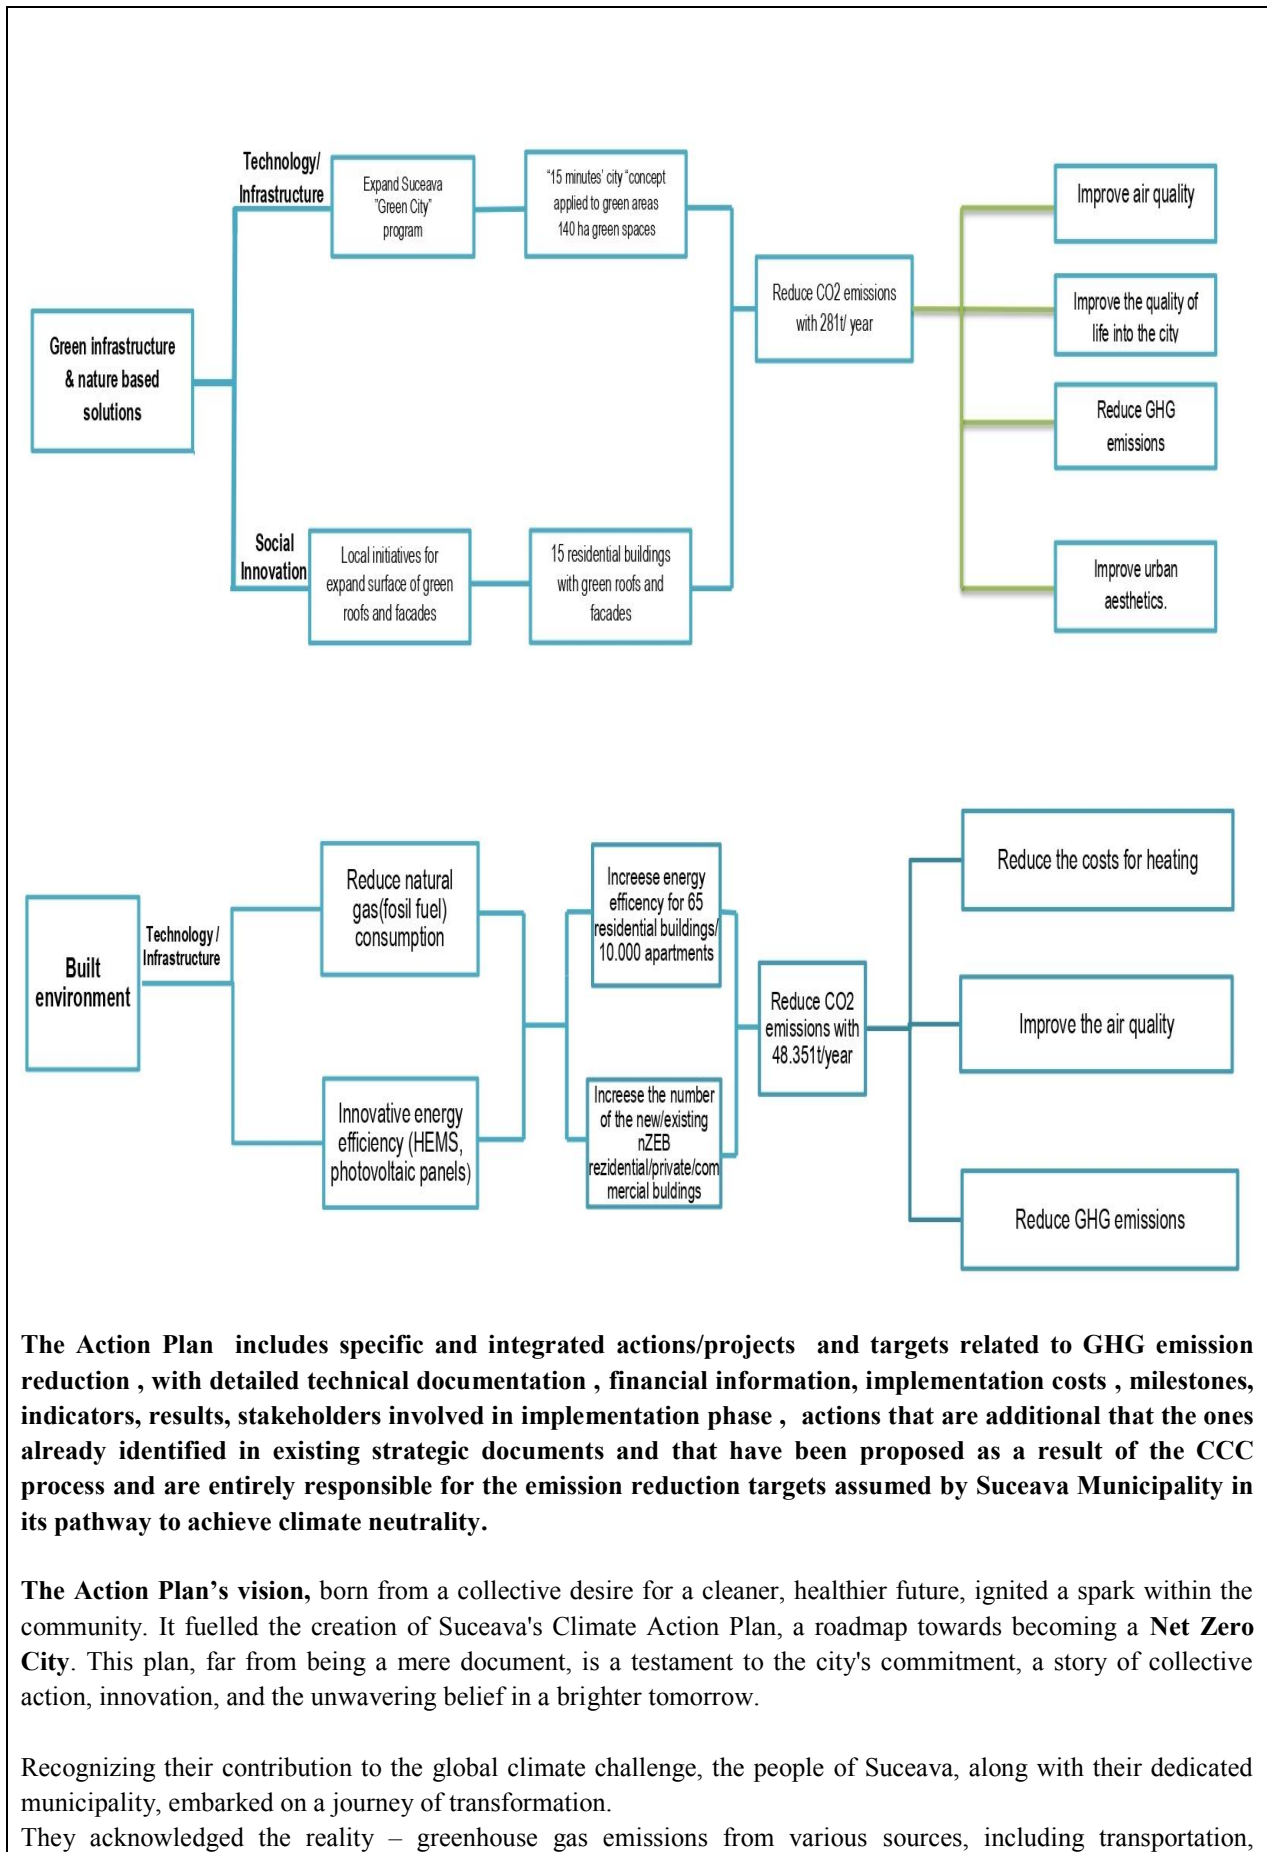 Technology/
Infrastructure
Expand Suceava
"Green City"
program
"15 minutes' city "concept
applied to green areas
140 ha green spaces
Improve air quality
Green infrastructure
& nature based
solutions
Reduce CO2 emissions
with 281t/ year
Improve the quality of
life into the city
Reduce GHG
emissions
Social
Innovation
Local initiatives for
expand surface of green
roofs and facades
15 residential buildings
with green roofs and
facades
Improve urban
aesthetics.
Built
environment
Technology /
Infrastructure
Reduce natural
gas(fosil fuel)
consumption
Innovative energy
efficiency (HEMS,
photovoltaic panels)
Increese energy
efficency for 65
residential buildings/
10.000 apartments
Increase the number
of the new/existing
nZEB
rezidential/private/com
mercial buldings
Reduce CO2
emissions with
48.351t/year
Reduce the costs for heating
Improve the air quality
Reduce GHG emissions
The Action Plan includes specific and integrated actions/projects and targets related to GHG emission
reduction , with detailed technical documentation , financial information, implementation costs , milestones,
indicators, results, stakeholders involved in implementation phase , actions that are additional that the ones
already identified in existing strategic documents and that have been proposed as a result of the CCC
process and are entirely responsible for the emission reduction targets assumed by Suceava Municipality in
its pathway to achieve climate neutrality.
The Action Plan's vision, born from a collective desire for a cleaner, healthier future, ignited a spark within the
community. It fuelled the creation of Suceava's Climate Action Plan, a roadmap towards becoming a Net Zero
City. This plan, far from being a mere document, is a testament to the city's commitment, a story of collective
action, innovation, and the unwavering belief in a brighter tomorrow.
Recognizing their contribution to the global climate challenge, the people of Suceava, along with their dedicated
municipality, embarked on a journey of transformation.
They acknowledged the reality – greenhouse gas emissions from various sources, including transportation,